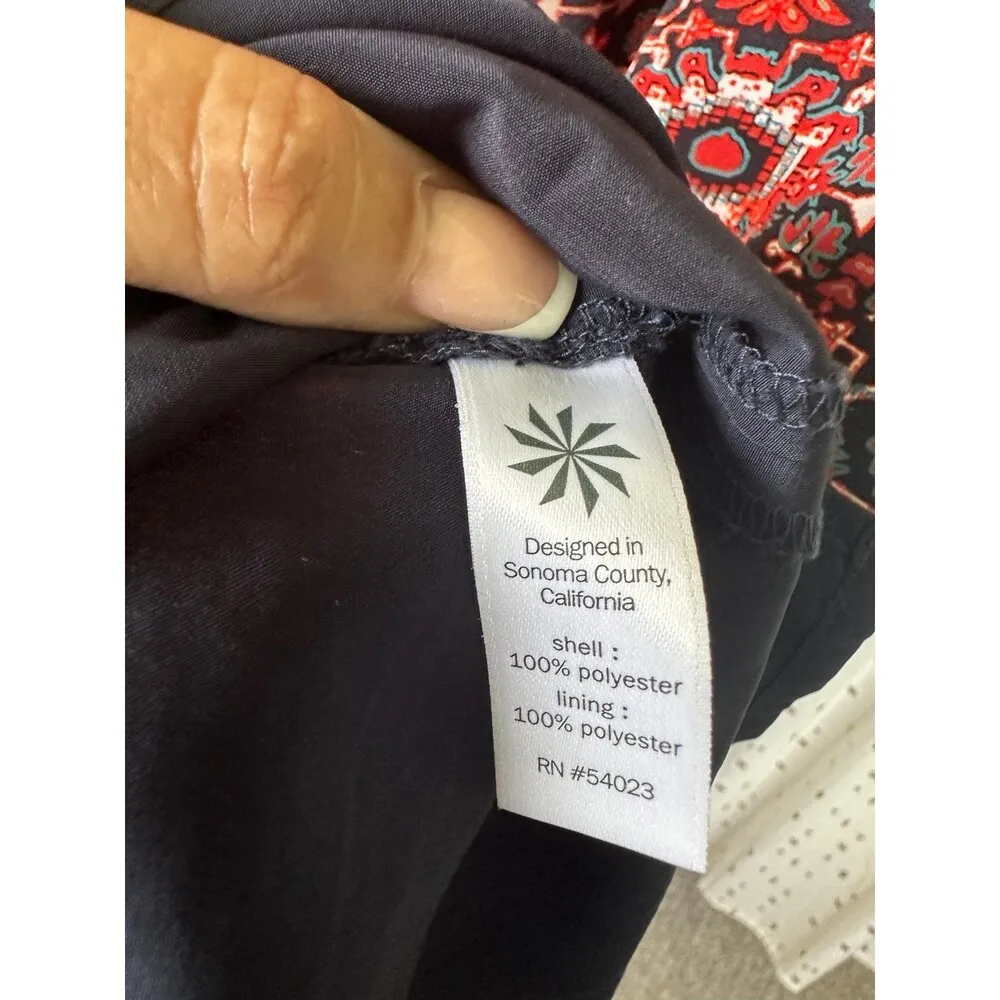 Designed in
Sonoma County,
California
shell :
100% polyester
lining :
100% polyester
RN #54023